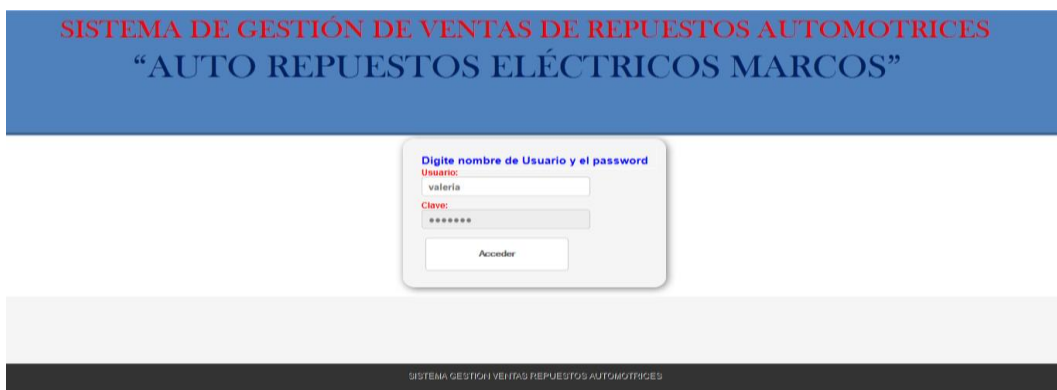 SISTEMA DE GESTIÓN DE VENTAS DE REPUESTOS AUTOMOTRICES
“AUTO REPUESTOS ELÉCTRICOS MARCOS”
Digite nombre de Usuario y el password
Usuario:
valeria
Clave:
•••••••
Acceder
SISTEMA GESTION VENTAS REPUESTOS AUTOMOTRICES